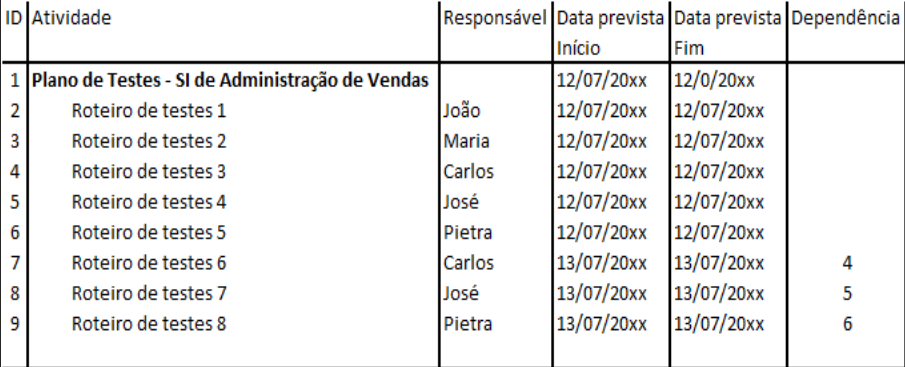 ID Atividade Responsável Data prevista Início Data prevista Fim Dependência
1 Plano de Testes - SI de Administração de Vendas 12/07/20xx 12/0/20xx
2 Roteiro de testes 1 João 12/07/20xx 12/07/20xx
3 Roteiro de testes 2 Maria 12/07/20xx 12/07/20xx
4 Roteiro de testes 3 Carlos 12/07/20xx 12/07/20xx
5 Roteiro de testes 4 José 12/07/20xx 12/07/20xx
6 Roteiro de testes 5 Pietra 12/07/20xx 12/07/20xx
7 Roteiro de testes 6 Carlos 13/07/20xx 13/07/20xx 4
8 Roteiro de testes 7 José 13/07/20xx 13/07/20xx 5
9 Roteiro de testes 8 Pietra 13/07/20xx 13/07/20xx 6